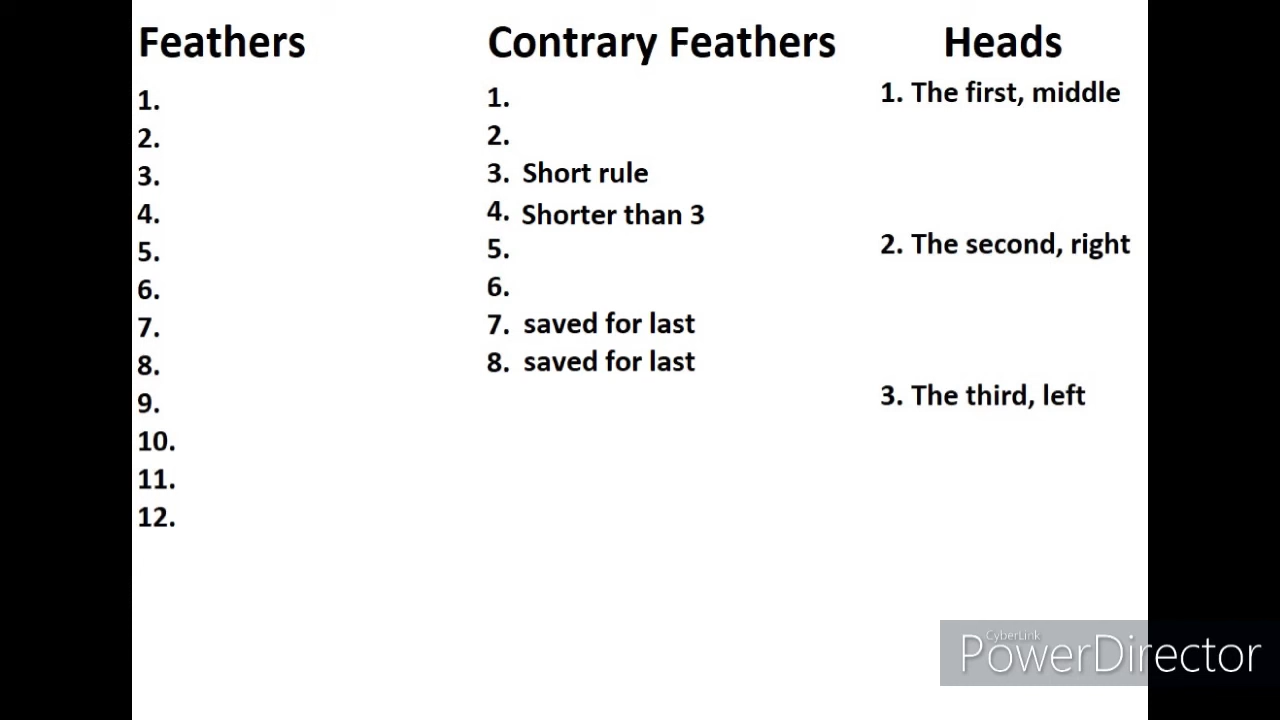 Feathers
1.
2.
3.
4.
5.
6.
7.
8.
9.
10.
11.
12.
Contrary Feathers
1.
2.
3. Short rule
4. Shorter than 3
5.
6.
7. saved for last
8. saved for last
Heads
1. The first, middle
2. The second, right
3. The third, left
CyberLink
PowerDirector